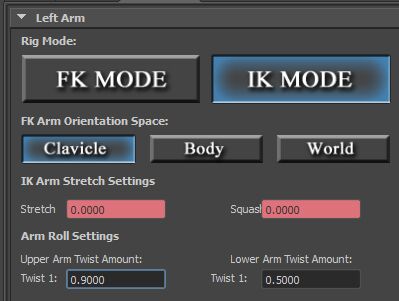 Left Arm
Rig Mode:
FK MODE IK MODE
FK Arm Orientation Space:
Clavicle Body World
IK Arm Stretch Settings
Stretch 0.0000 Squash 0.0000
Arm Roll Settings
Upper Arm Twist Amount: Lower Arm Twist Amount:
Twist 1: 0.9000 Twist 1: 0.5000